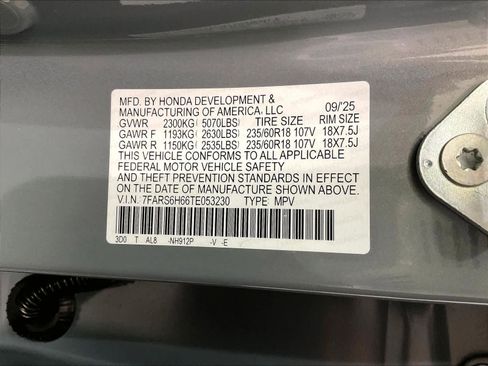 MFD. BY HONDA DEVELOPMENT &
MANUFACTURING OF AMERICA, LLC 09/'25
GVWR 2300KG( 5070LBS) TIRE SIZE RIM SIZE
GAWR F 1193KG( 2630LBS) 235/60R18 107V 18X7.5J
GAWR R 1150KG( 2535LBS) 235/60R18 107V 18X7.5J
THIS VEHICLE CONFORMS TO ALL APPLICABLE
FEDERAL MOTOR VEHICLE SAFETY
AND THEFT PREVENTION STANDARDS IN EFFECT
ON THE DATE OF MANUFACTURE SHOWN ABOVE.
V.I.N. 7FARS6H66TE053230 TYPE: MPV
3D0 T AL8 -NH912P -V -E